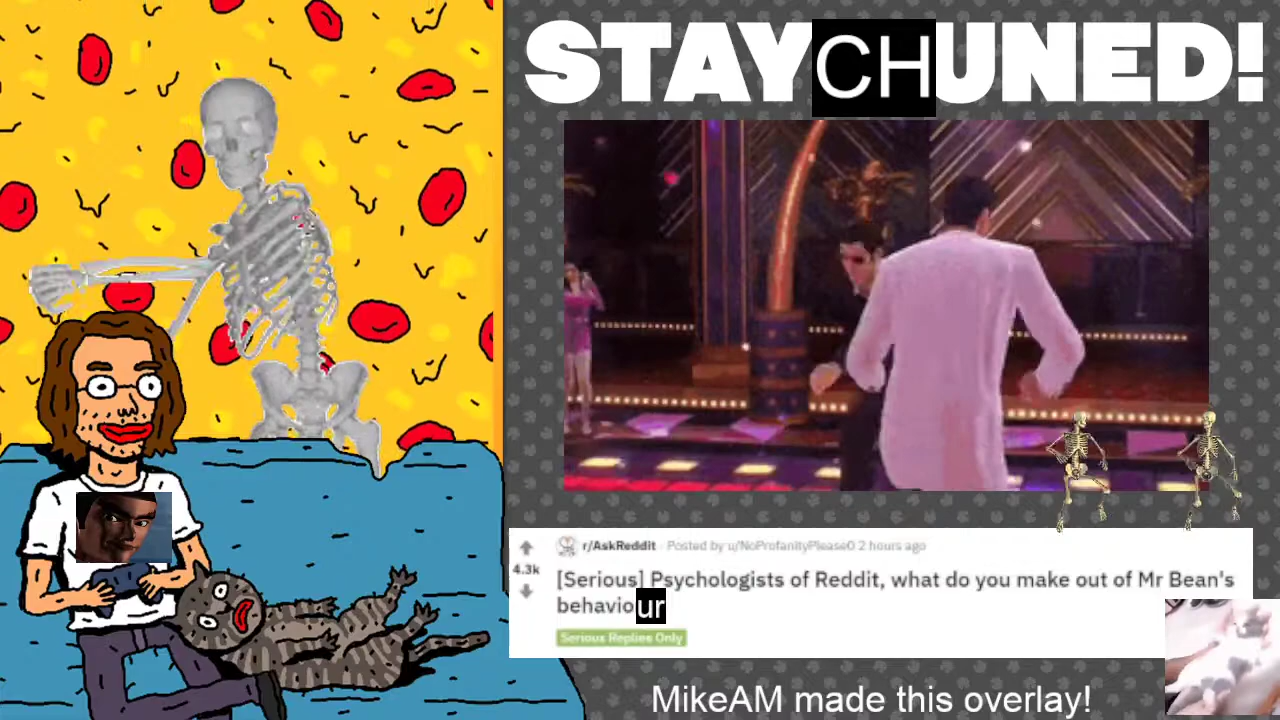 STAYCHUNED!
r/AskReddit · Posted by u/NoProfanityPlease0 2 hours ago
4.3k
[Serious] Psychologists of Reddit, what do you make out of Mr Bean's
behaviour
Serious Replies Only
MikeAM made this overlay!